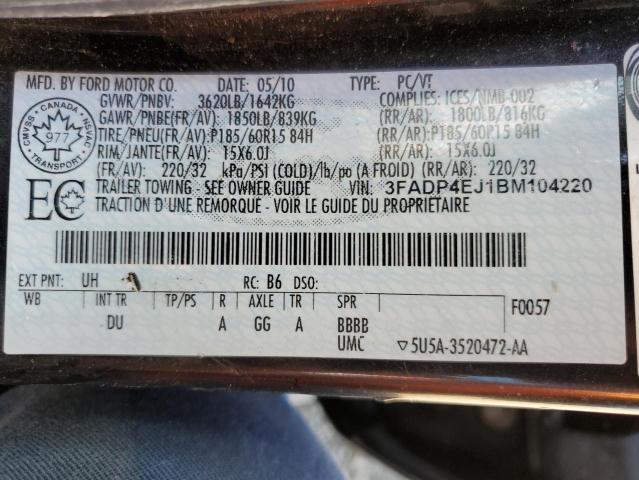 MFD. BY FORD MOTOR CO. DATE: 05/10 TYPE: PC/VT
GVWR/PNBV: 3620LB/1642KG COMPLIES: ICES/NMB-002
GAWR/PNBE(FR/AV): 1850LB/839KG (RR/AR): 1800LB/816KG
TIRE/PNEU(FR/AV): P185/60R15 84H (RR/AR): P185/60R15 84H
RIM/JANTE(FR/AV): 15X6.0J (RR/AR): 15X6.0J
(FR/AV): 220/32 kPa/PSI (COLD)/lb/po (A FROID) (RR/AR): 220/32
TRAILER TOWING - SEE OWNER GUIDE VIN: 3FADP4EJ1BM104220
TRACTION D'UNE REMORQUE - VOIR LE GUIDE DU PROPRIÉTAIRE
CMVSS · CANADA · NSVAC
977
TRANSPORT
EC
EXT PNT: UH RC: B6 DSO:
WB INT TR TP/PS R AXLE TR SPR F0057
DU A GG A BBBB
UMC ▽5U5A-3520472-AA